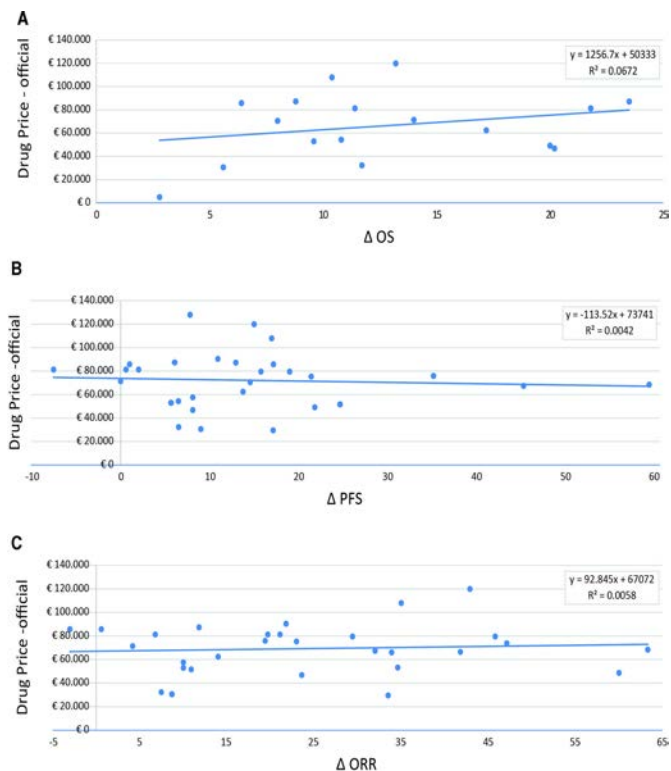 A
Drug Price - official
€ 140.000
€ 120.000
€ 100.000
€ 80.000
€ 60.000
€ 40.000
€ 20.000
€ 0
y = 1256.7x + 50333
R² = 0.0672
0 5 10 15 20 25
Δ OS
B
Drug Price -official
€ 140.000
€ 120.000
€ 100.000
€ 80.000
€ 60.000
€ 40.000
€ 20.000
€ 0
y = -113.52x + 73741
R² = 0.0042
-10 0 10 20 30 40 50 60
Δ PFS
C
Drug Price -official
€ 140.000
€ 120.000
€ 100.000
€ 80.000
€ 60.000
€ 40.000
€ 20.000
€ 0
y = 92.845x + 67072
R² = 0.0058
-5 5 15 25 35 45 55 65
Δ ORR